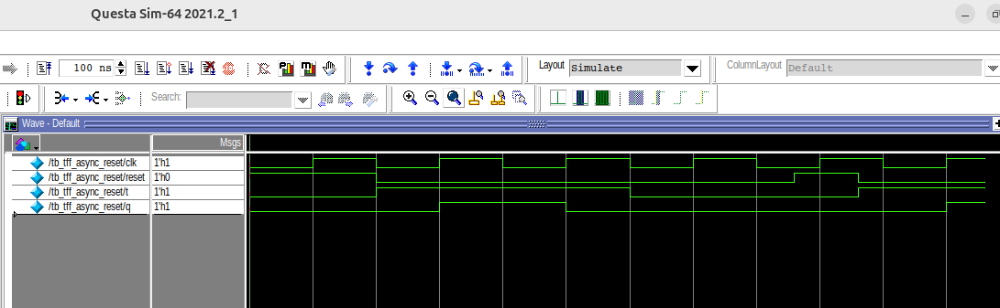 Questa Sim-64 2021.2_1
100 ns
Layout Simulate
ColumnLayout Default
Search:
Wave - Default
Msgs
/tb_tff_async_reset/clk 1'h1
/tb_tff_async_reset/reset 1'h0
/tb_tff_async_reset/t 1'h1
/tb_tff_async_reset/q 1'h1